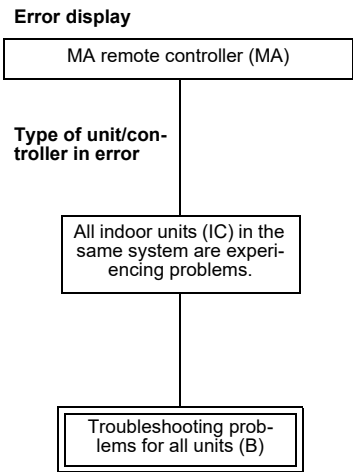 Error display
MA remote controller (MA)
Type of unit/con-
troller in error
All indoor units (IC) in the
same system are experi-
encing problems.
Troubleshooting prob-
lems for all units (B)